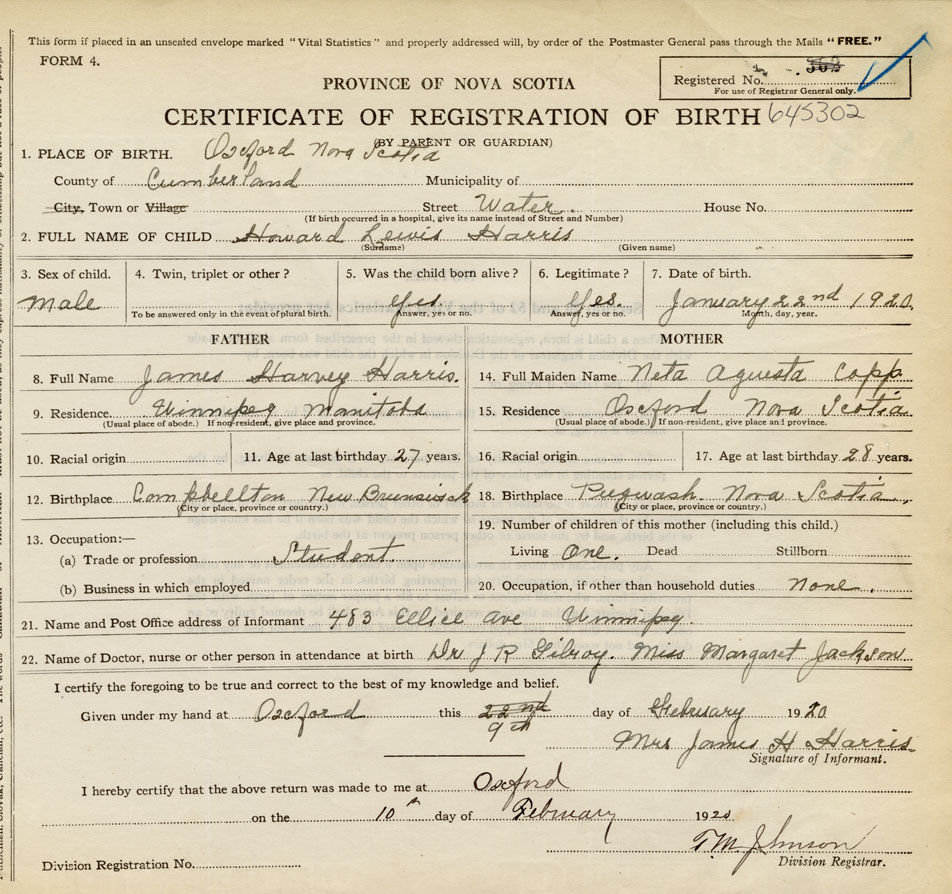 This form if placed in an unsealed envelope marked "Vital Statistics" and properly addressed will, by order of the Postmaster General pass through the Mails "FREE."
FORM 4.
Registered No. 362
For use of Registrar General only.
PROVINCE OF NOVA SCOTIA
CERTIFICATE OF REGISTRATION OF BIRTH 645302
(BY PARENT OR GUARDIAN)
1. PLACE OF BIRTH. Oxford Nova Scotia
County of Cumberland Municipality of
City, Town or Village Street Water House No.
(If birth occurred in a hospital, give its name instead of Street and Number)
2. FULL NAME OF CHILD Howard Lewis Harris
(Surname) (Given name)
3. Sex of child. 4. Twin, triplet or other? 5. Was the child born alive? 6. Legitimate? 7. Date of birth.
Male Yes Yes. January 22nd 1920
To be answered only in the event of plural birth. Answer, yes or no. Answer, yes or no. Month, day, year.
FATHER MOTHER
8. Full Name James Harvey Harris. 14. Full Maiden Name Neta Agusta Copp
9. Residence Winnipeg Manitoba 15. Residence Oxford Nova Scotia
(Usual place of abode.) If non-resident, give place and province. (Usual place of abode.) If non-resident, give place and province.
10. Racial origin 11. Age at last birthday 27 years. 16. Racial origin 17. Age at last birthday 28 years.
12. Birthplace Campbellton New Brunsiwck 18. Birthplace Pugwash. Nova Scotia
(City or place, province or country.) (City or place, province or country.)
13. Occupation:— 19. Number of children of this mother (including this child.)
(a) Trade or profession Student Living One. Dead Stillborn
(b) Business in which employed 20. Occupation, if other than household duties None.
21. Name and Post Office address of Informant 483 Ellice ave Winnipeg.
22. Name of Doctor, nurse or other person in attendance at birth Dr J R Gilroy. Miss Margaret Jackson
I certify the foregoing to be true and correct to the best of my knowledge and belief.
Given under my hand at Oxford this 22nd day of February 1920
9th
Mrs James H Harris.
Signature of Informant.
I hereby certify that the above return was made to me at Oxford
on the 10th day of February 1920
T.M. Johnson
Division Registration No. Division Registrar.